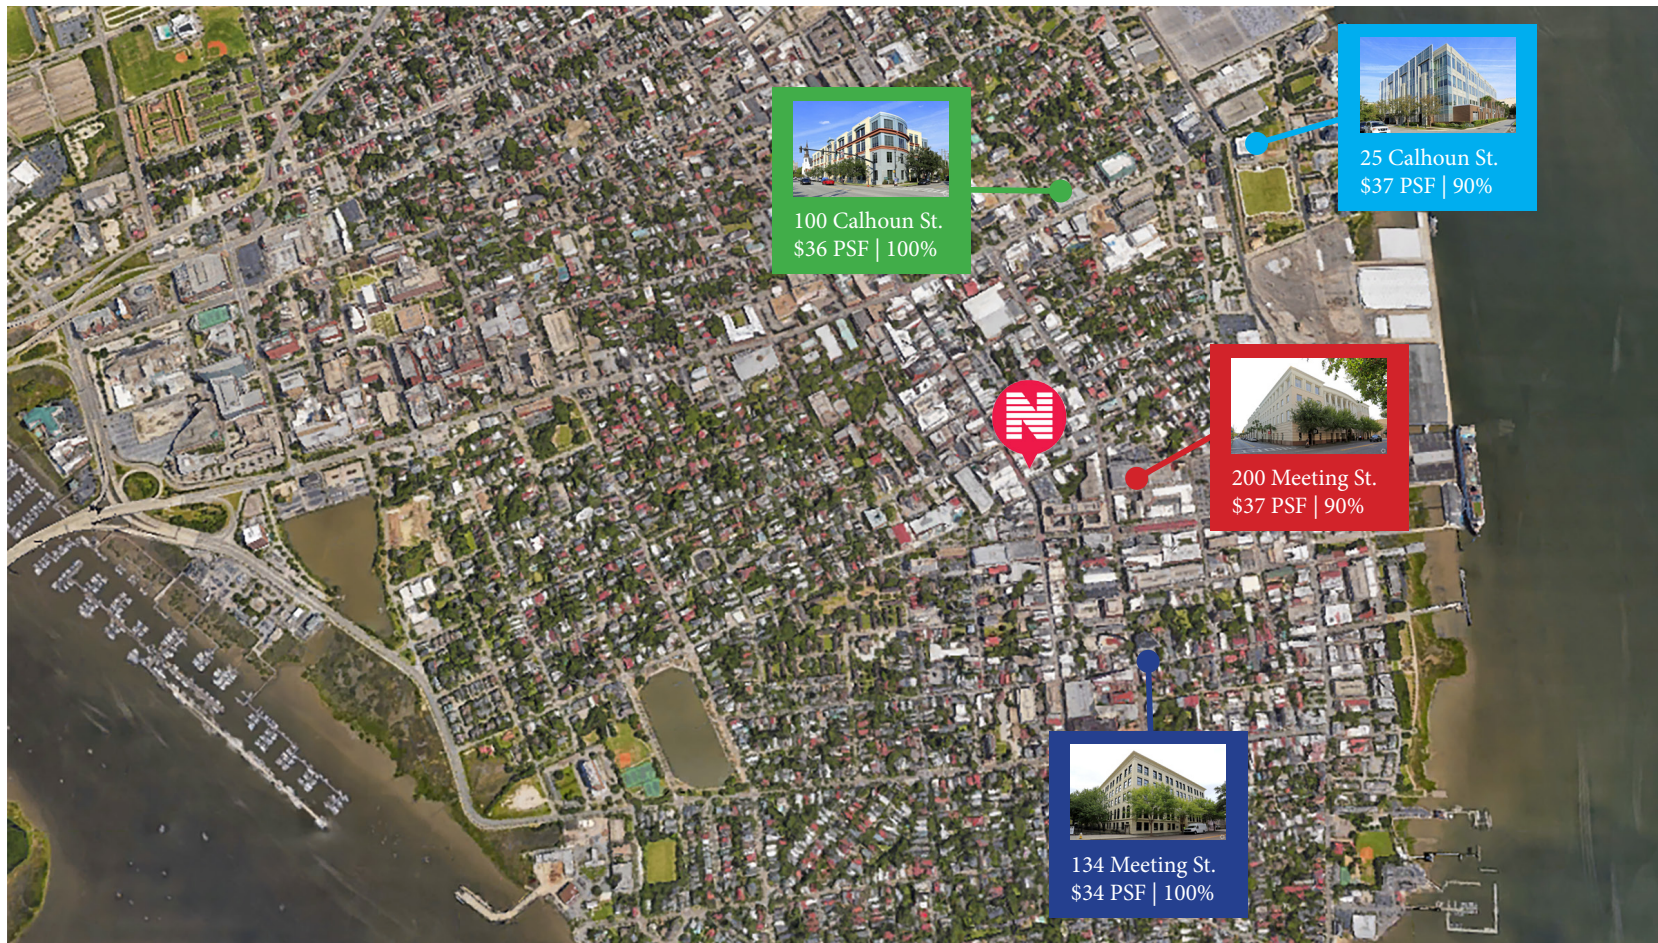 100 Calhoun St.
$36 PSF | 100%
25 Calhoun St.
$37 PSF | 90%
N
200 Meeting St.
$37 PSF | 90%
134 Meeting St.
$34 PSF | 100%